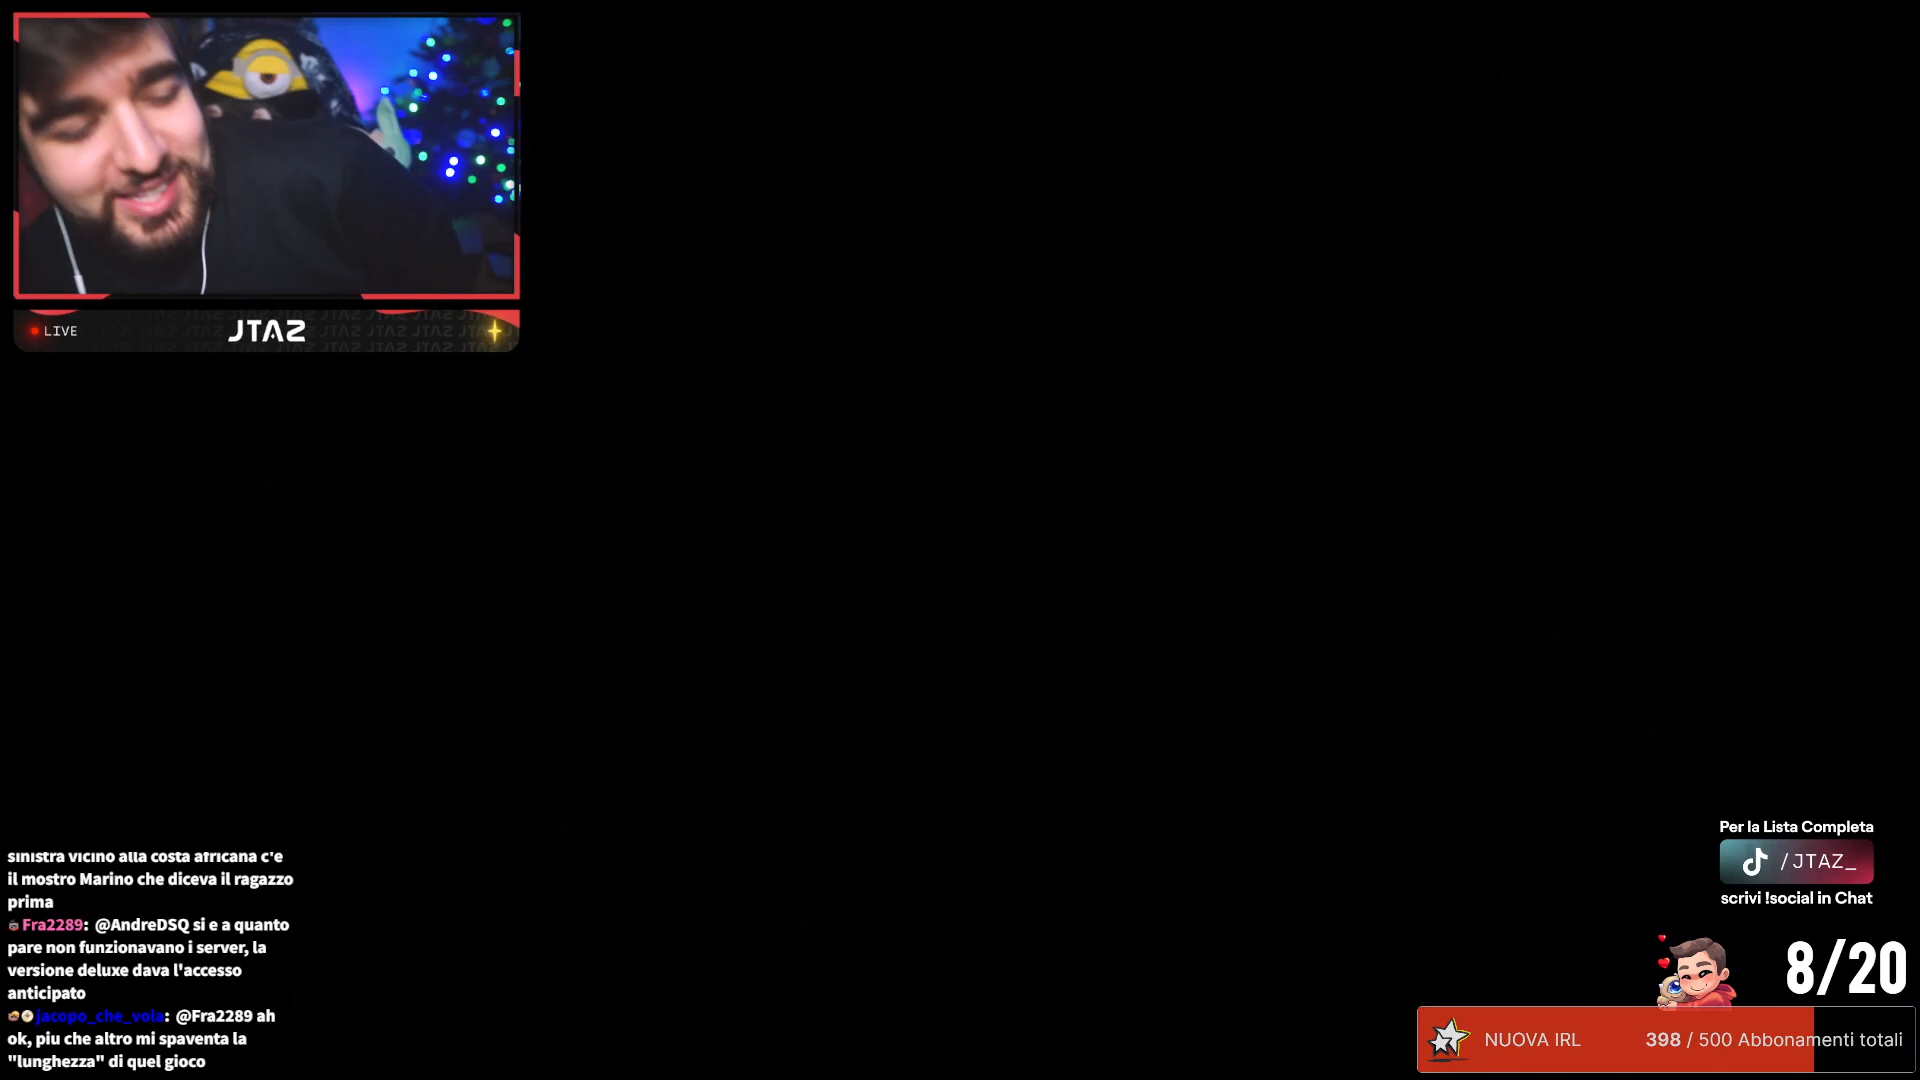 LIVE
JTAZ
sinistra vicino alla costa africana c'e
il mostro Marino che diceva il ragazzo
prima
Fra2289: @AndreDSQ si e a quanto
pare non funzionavano i server, la
versione deluxe dava l'accesso
anticipato
jacopo_che_vola: @Fra2289 ah
ok, piu che altro mi spaventa la
"lunghezza" di quel gioco
Per la Lista Completa
/JTAZ_
scrivi !social in Chat
8/20
NUOVA IRL 398 / 500 Abbonamenti totali